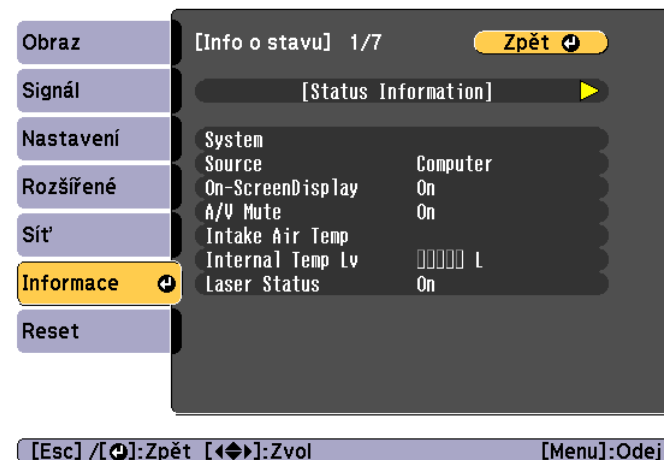 Obraz
Signál
Nastavení
Rozšířené
Síť
Informace
Reset
[Info o stavu] 1/7
Zpět
[Status Information]
System
Source Computer
On-ScreenDisplay On
A/V Mute On
Intake Air Temp
Internal Temp Lv L
Laser Status On
[Esc] /[ ]:Zpět [ ]:Zvol [Menu]:Odej